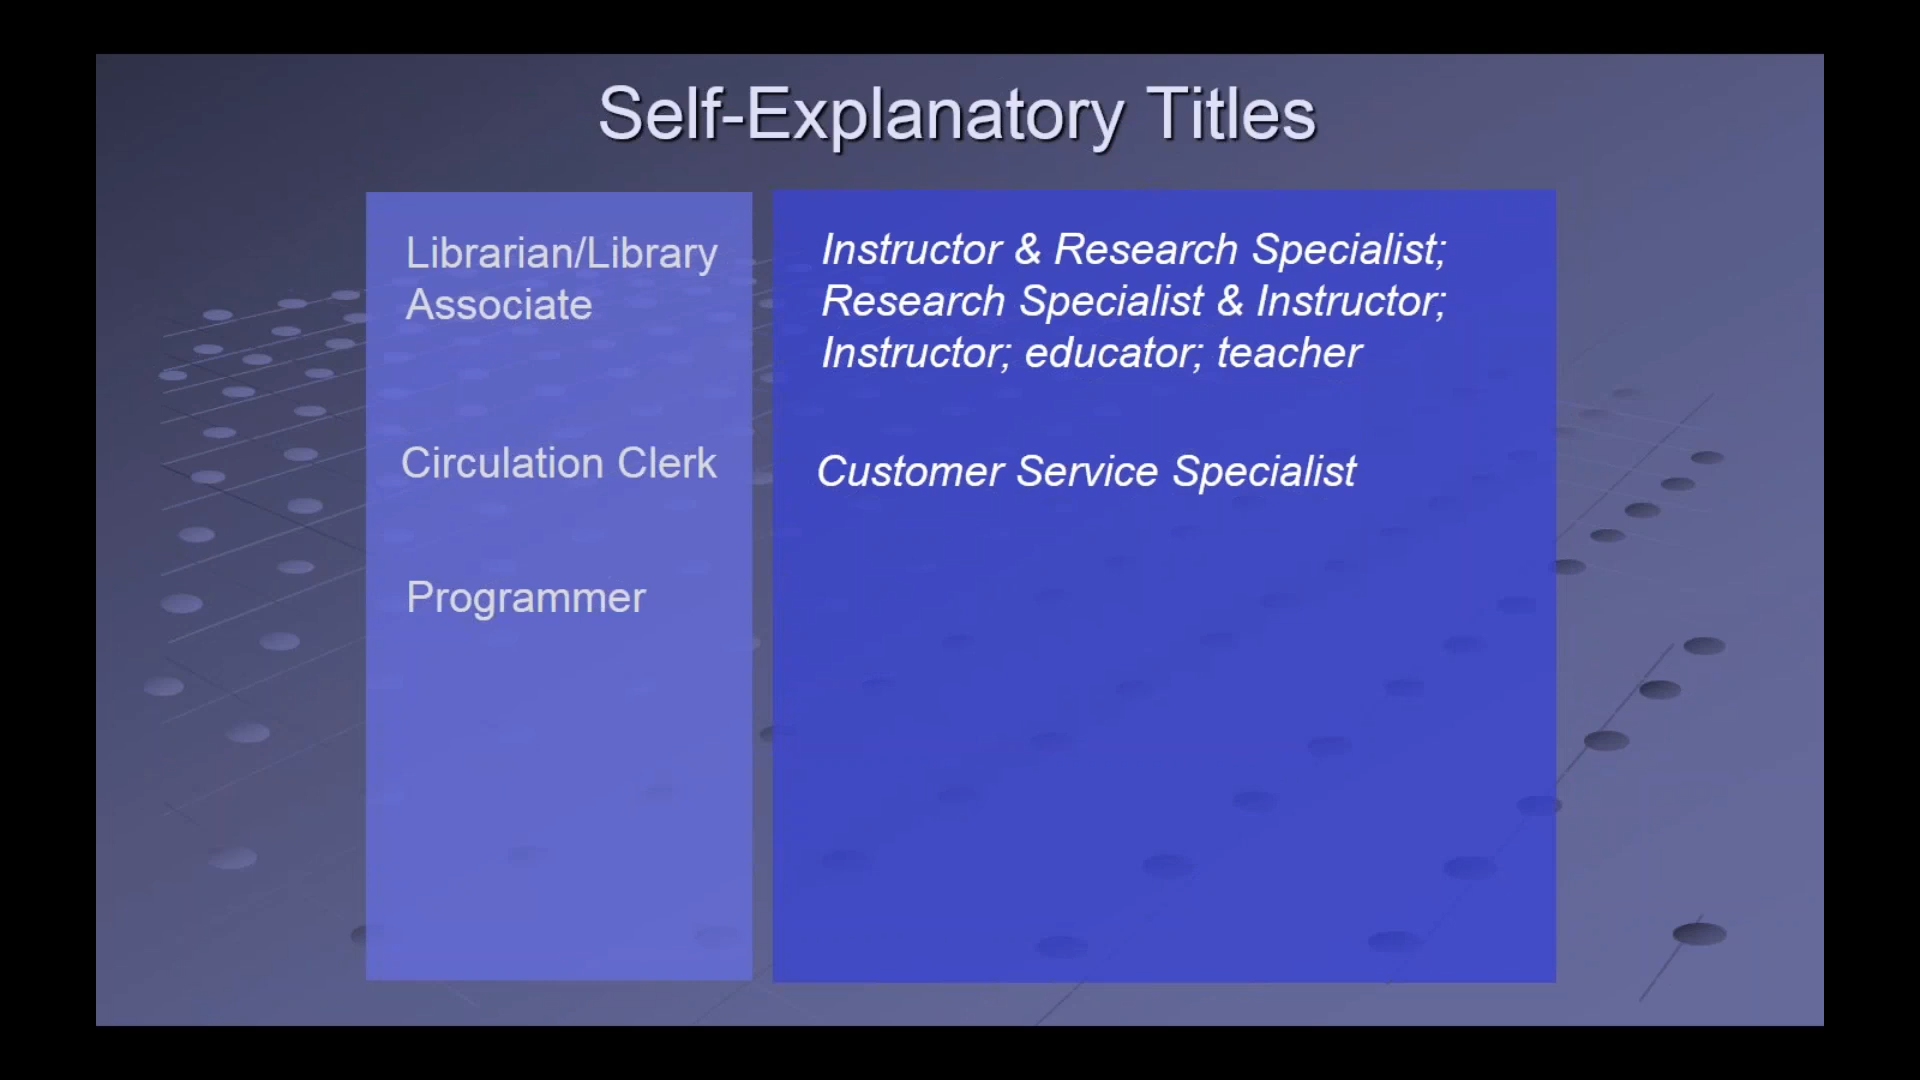 Self-Explanatory Titles
Librarian/Library
Associate
Instructor & Research Specialist;
Research Specialist & Instructor;
Instructor; educator; teacher
Circulation Clerk
Customer Service Specialist
Programmer